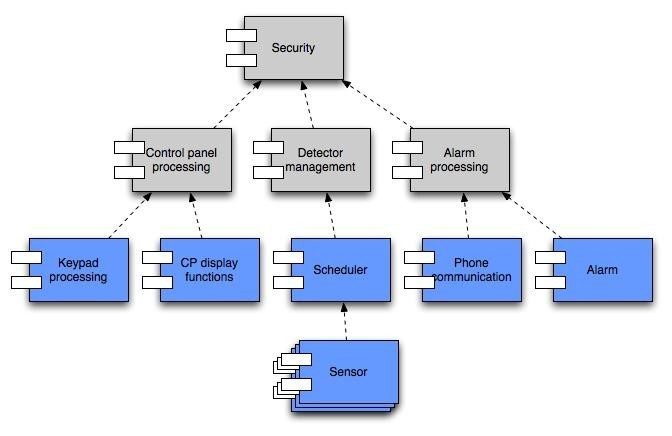 Security
Control panel
processing
Detector
management
Alarm
processing
Keypad
processing
CP display
functions
Scheduler
Phone
communication
Alarm
Sensor